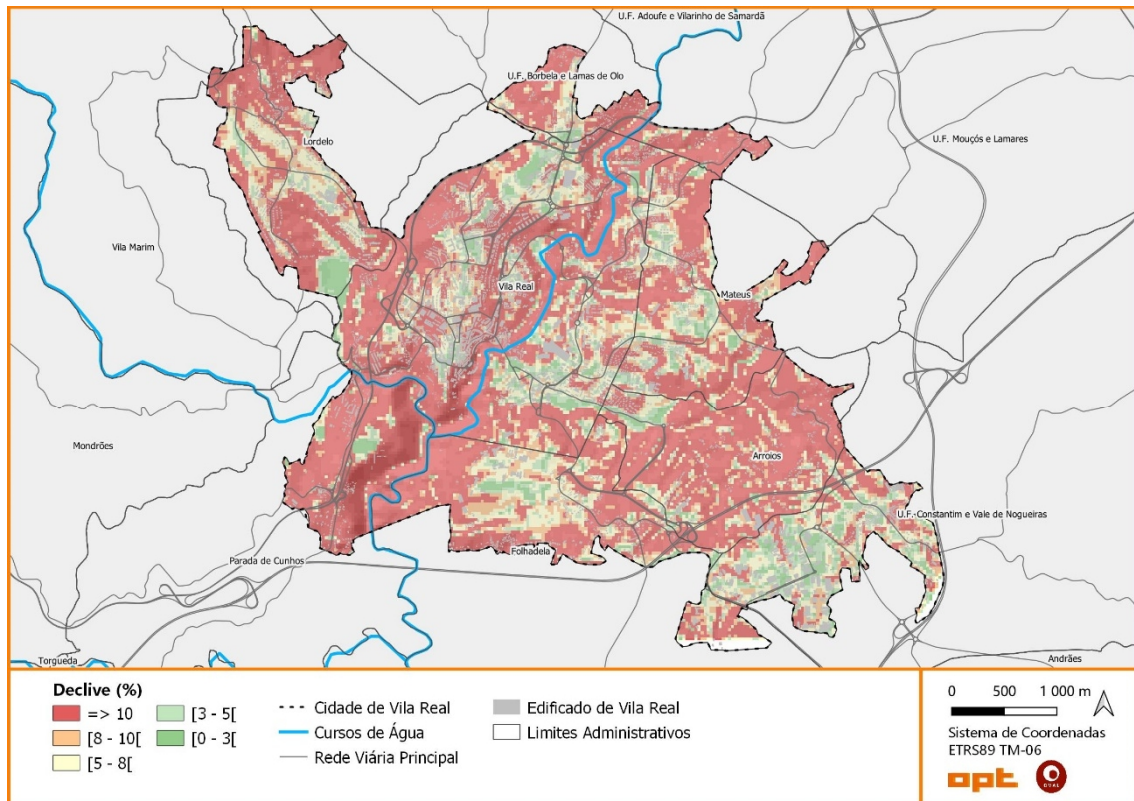 U.F. Adoufe e Vilarinho de Samardã
U.F. Borbela e Lamas de Olo
U.F. Mouçós e Lamares
Lordelo
Vila Marim
Vila Real
Mateus
Mondrões
Arroios
U.F. Constantim e Vale de Nogueiras
Folhadela
Parada de Cunhos
Torgueda
Andrães
Declive (%)
=> 10
[8 - 10[
[5 - 8[
[3 - 5[
[0 - 3[
Cidade de Vila Real
Cursos de Água
Rede Viária Principal
Edificado de Vila Real
Limites Administrativos
0 500 1 000 m
Sistema de Coordenadas
ETRS89 TM-06
opt